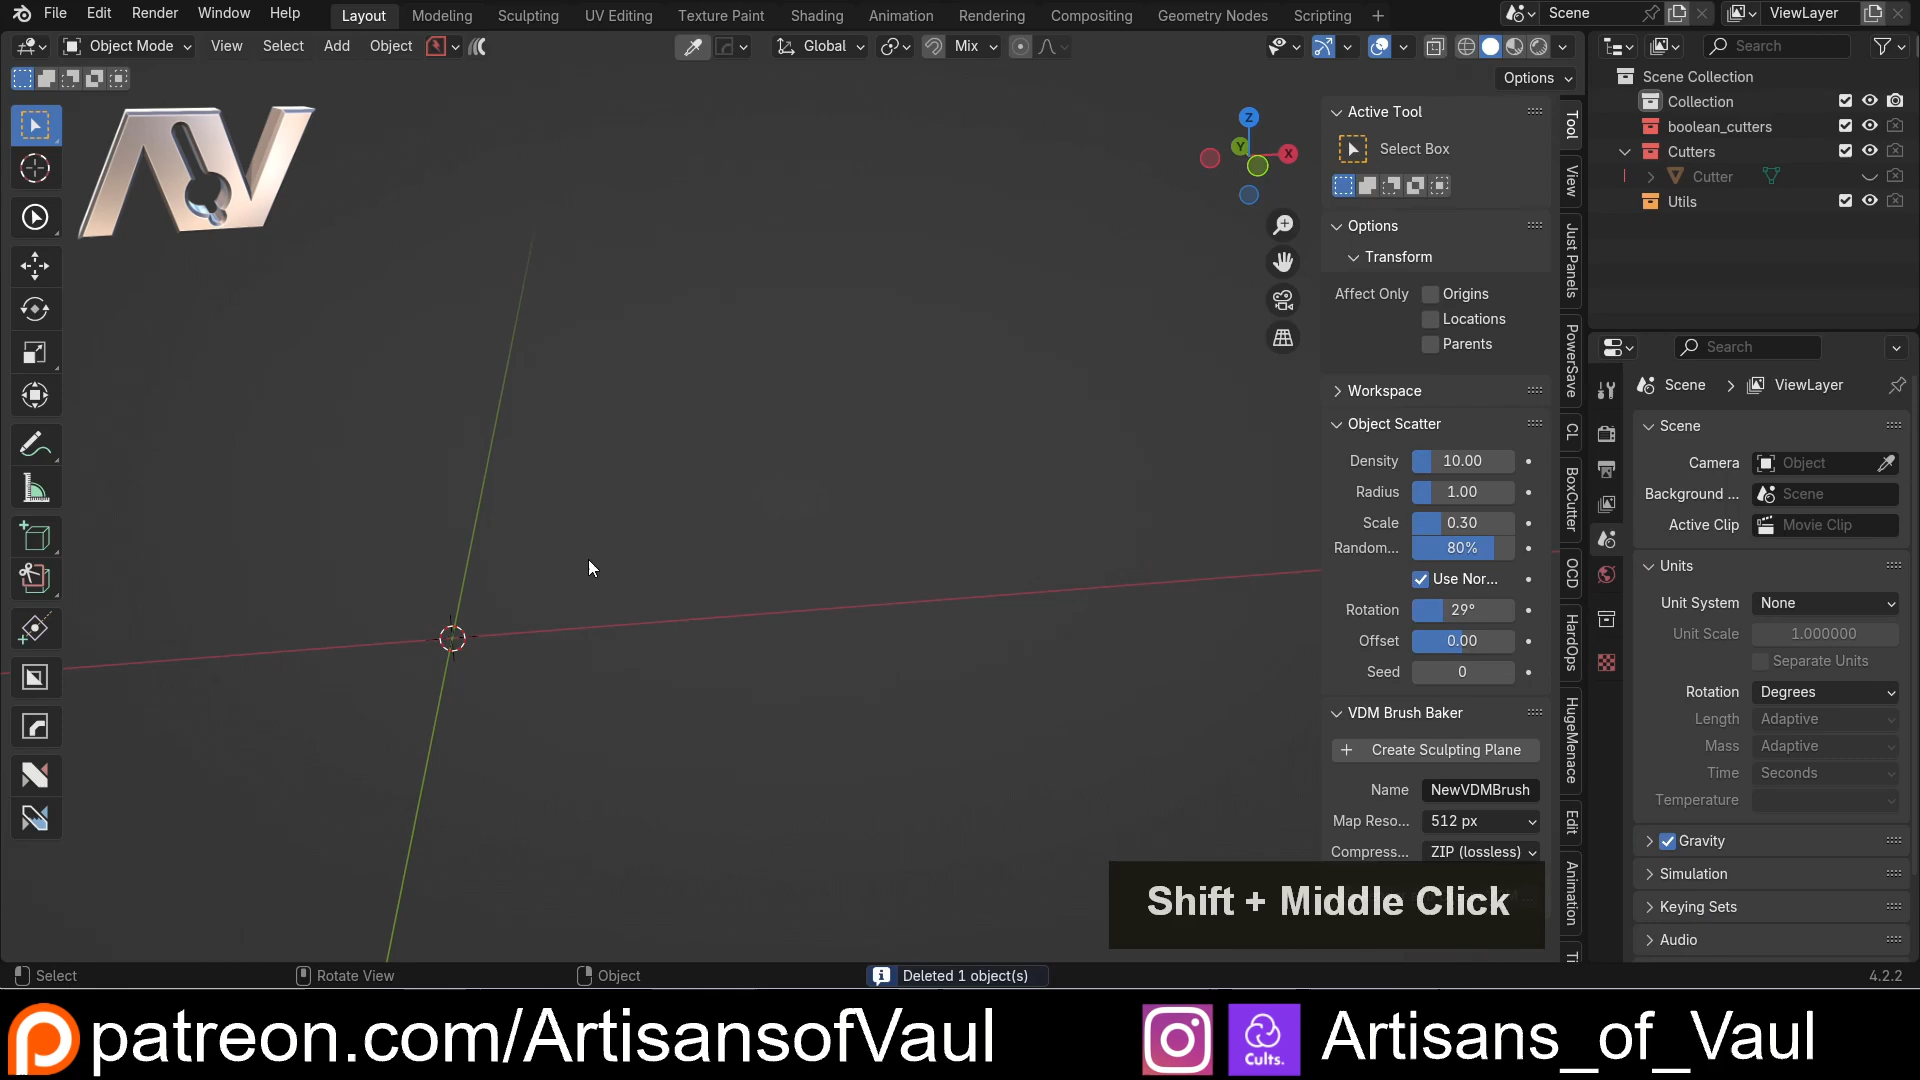 File Edit Render Window Help Layout Modeling Sculpting UV Editing Texture Paint Shading Animation Rendering Compositing Geometry Nodes Scripting + Scene ViewLayer
Object Mode View Select Add Object Global Mix Search
Options
Active Tool
Select Box
Options
Transform
Affect Only Origins
Locations
Parents
Workspace
Object Scatter
Density 10.00
Radius 1.00
Scale 0.30
Random... 80%
Use Nor...
Rotation 29°
Offset 0.00
Seed 0
VDM Brush Baker
Create Sculpting Plane
Name NewVDMBrush
Map Reso... 512 px
Compress... ZIP (lossless)
Tool
View
Just Panels
PowerSave
CL
BoxCutter
OCD
HardOps
HugeMenace
Edit
Animation
Z
Y
X
Scene Collection
Collection
boolean_cutters
Cutters
Cutter
Utils
Search
Scene > ViewLayer
Scene
Camera Object
Background ... Scene
Active Clip Movie Clip
Units
Unit System None
Unit Scale 1.000000
Separate Units
Rotation Degrees
Length Adaptive
Mass Adaptive
Time Seconds
Temperature
Gravity
Simulation
Keying Sets
Audio
Shift + Middle Click
Select Rotate View Object Deleted 1 object(s) 4.2.2
patreon.com/ArtisansofVaul Cults. Artisans_of_Vaul